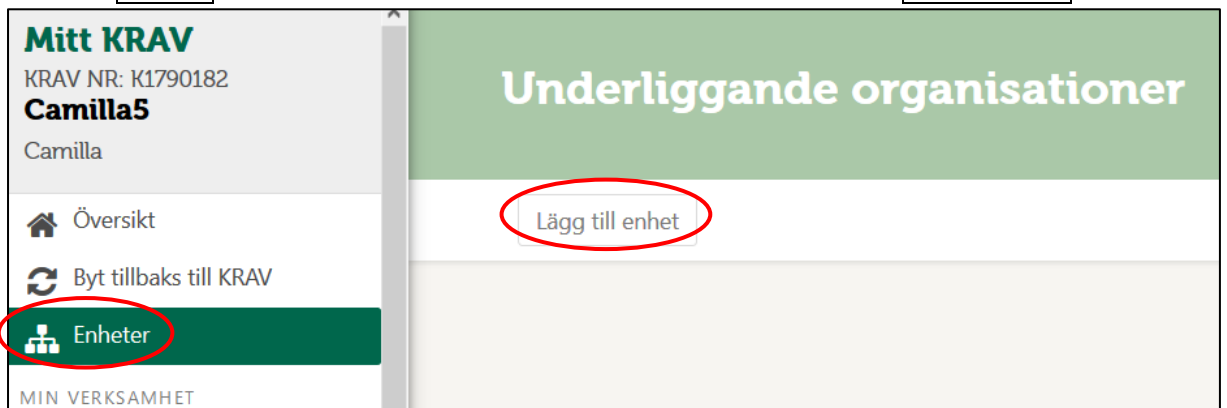 Mitt KRAV
KRAV NR: K1790182
Camilla5
Camilla
Översikt
Byt tillbaks till KRAV
Enheter
MIN VERKSAMHET
Underliggande organisationer
Lägg till enhet